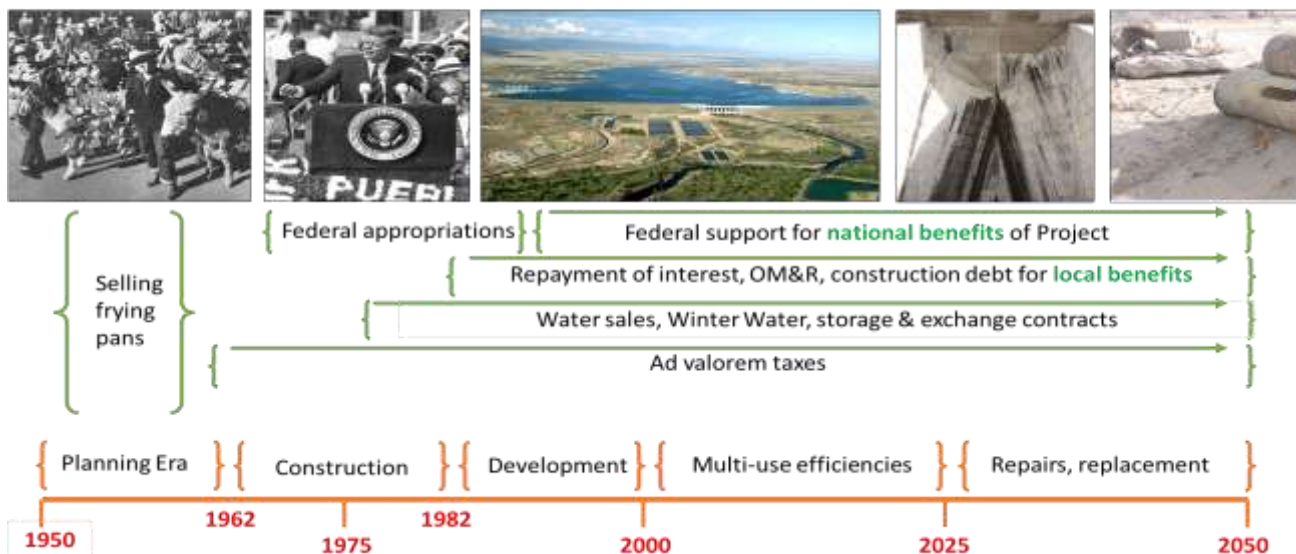 PUEBL
Federal appropriations
Federal support for national benefits of Project
Selling
frying
pans
Repayment of interest, OM&R, construction debt for local benefits
Water sales, Winter Water, storage & exchange contracts
Ad valorem taxes
Planning Era
Construction
Development
Multi-use efficiencies
Repairs, replacement
1950
1962
1975
1982
2000
2025
2050